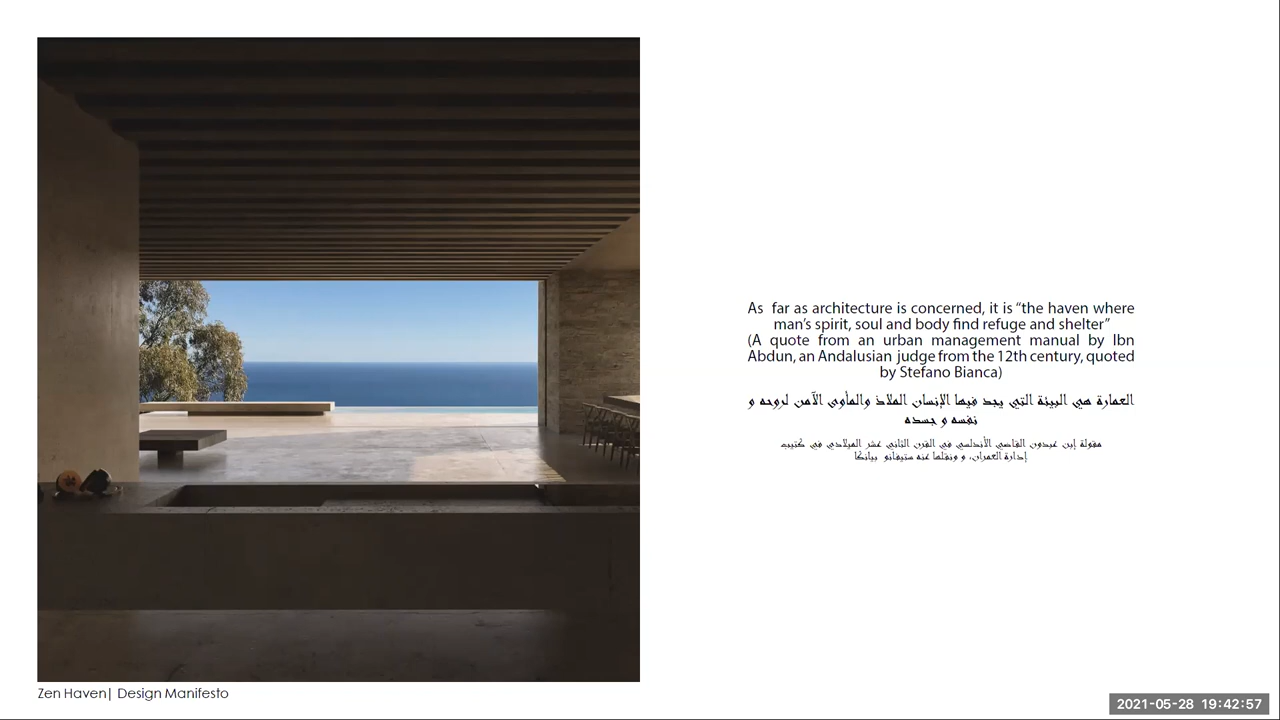 As far as architecture is concerned, it is “the haven where
man’s spirit, soul and body find refuge and shelter”
(A quote from an urban management manual by Ibn
Abdun, an Andalusian judge from the 12th century, quoted
by Stefano Bianca)
العمارة هي البيئة التي يجد فيها الإنسان الملاذ والمأوى الآمن لروحه و
نفسه و جسده
مقولة إبن عبدون القاضي الأندلسي في القرن الثاني عشر الميلادي في كتيب
إدارة العمران، و ونقلها عنه ستيفانو بيانكا
Zen Haven| Design Manifesto
2021-05-28 19:42:57